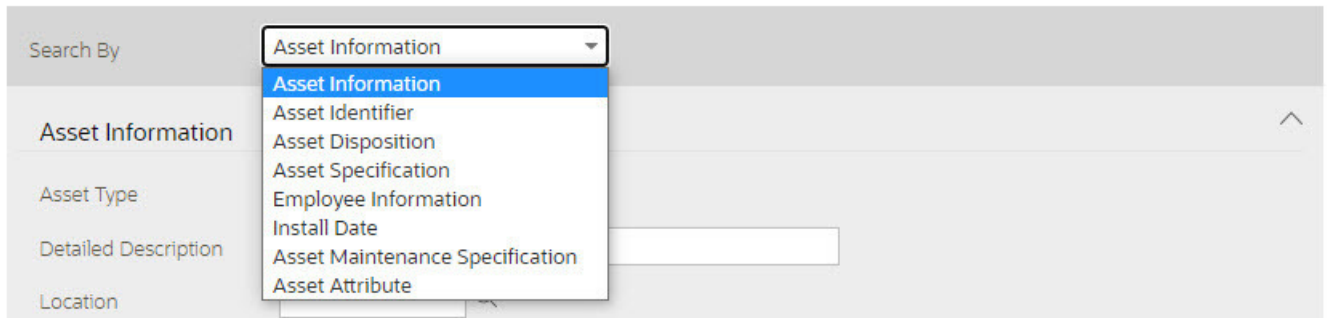 Search By
Asset Information
Asset Information
Asset Identifier
Asset Information
Asset Disposition
Asset Specification
Asset Type
Employee Information
Install Date
Detailed Description
Asset Maintenance Specification
Asset Attribute
Location